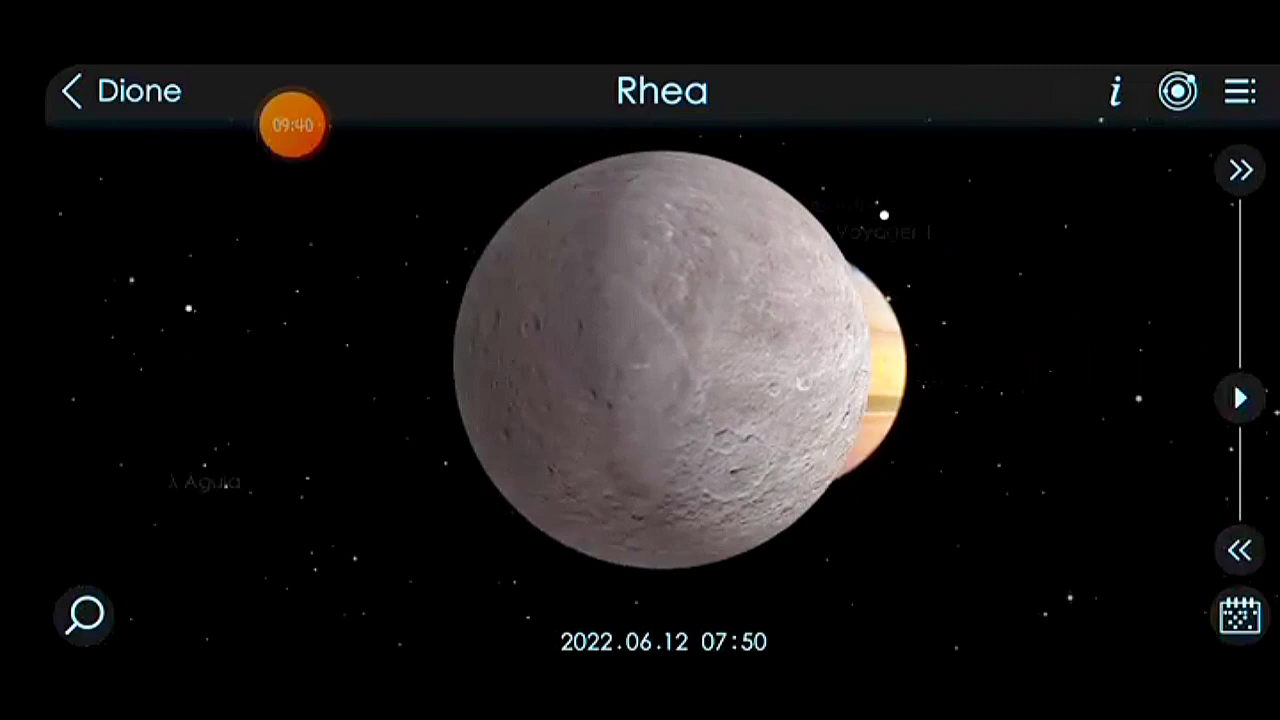 Dione
Rhea
i
09:40
Voyager 1
λ Aquila
2022.06.12 07:50